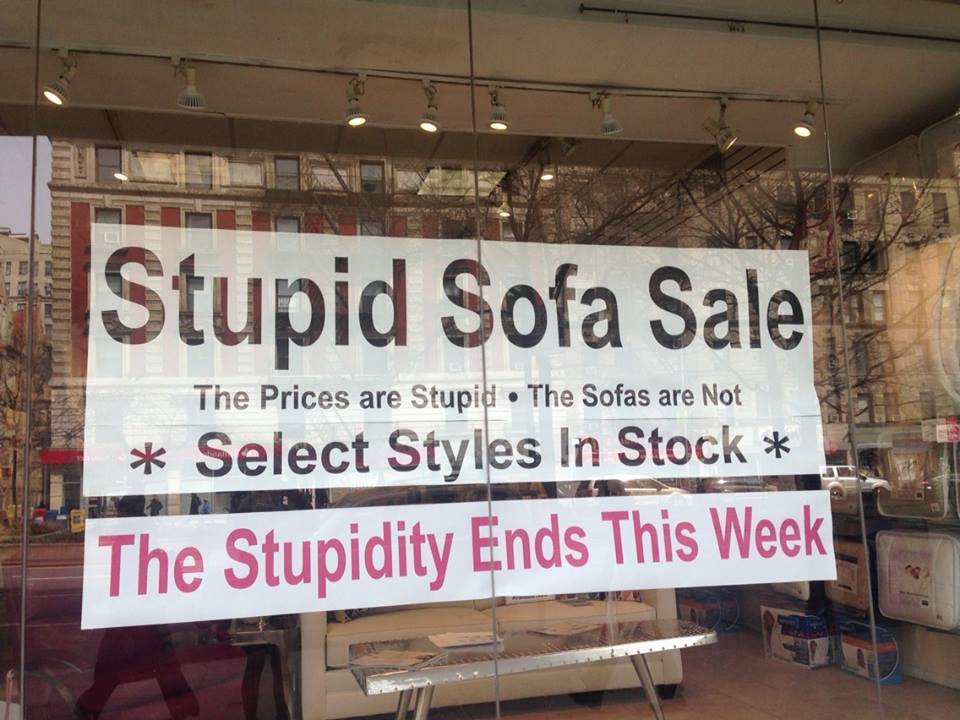 Stupid Sofa Sale
The Prices are Stupid • The Sofas are Not
* Select Styles In Stock *
The Stupidity Ends This Week